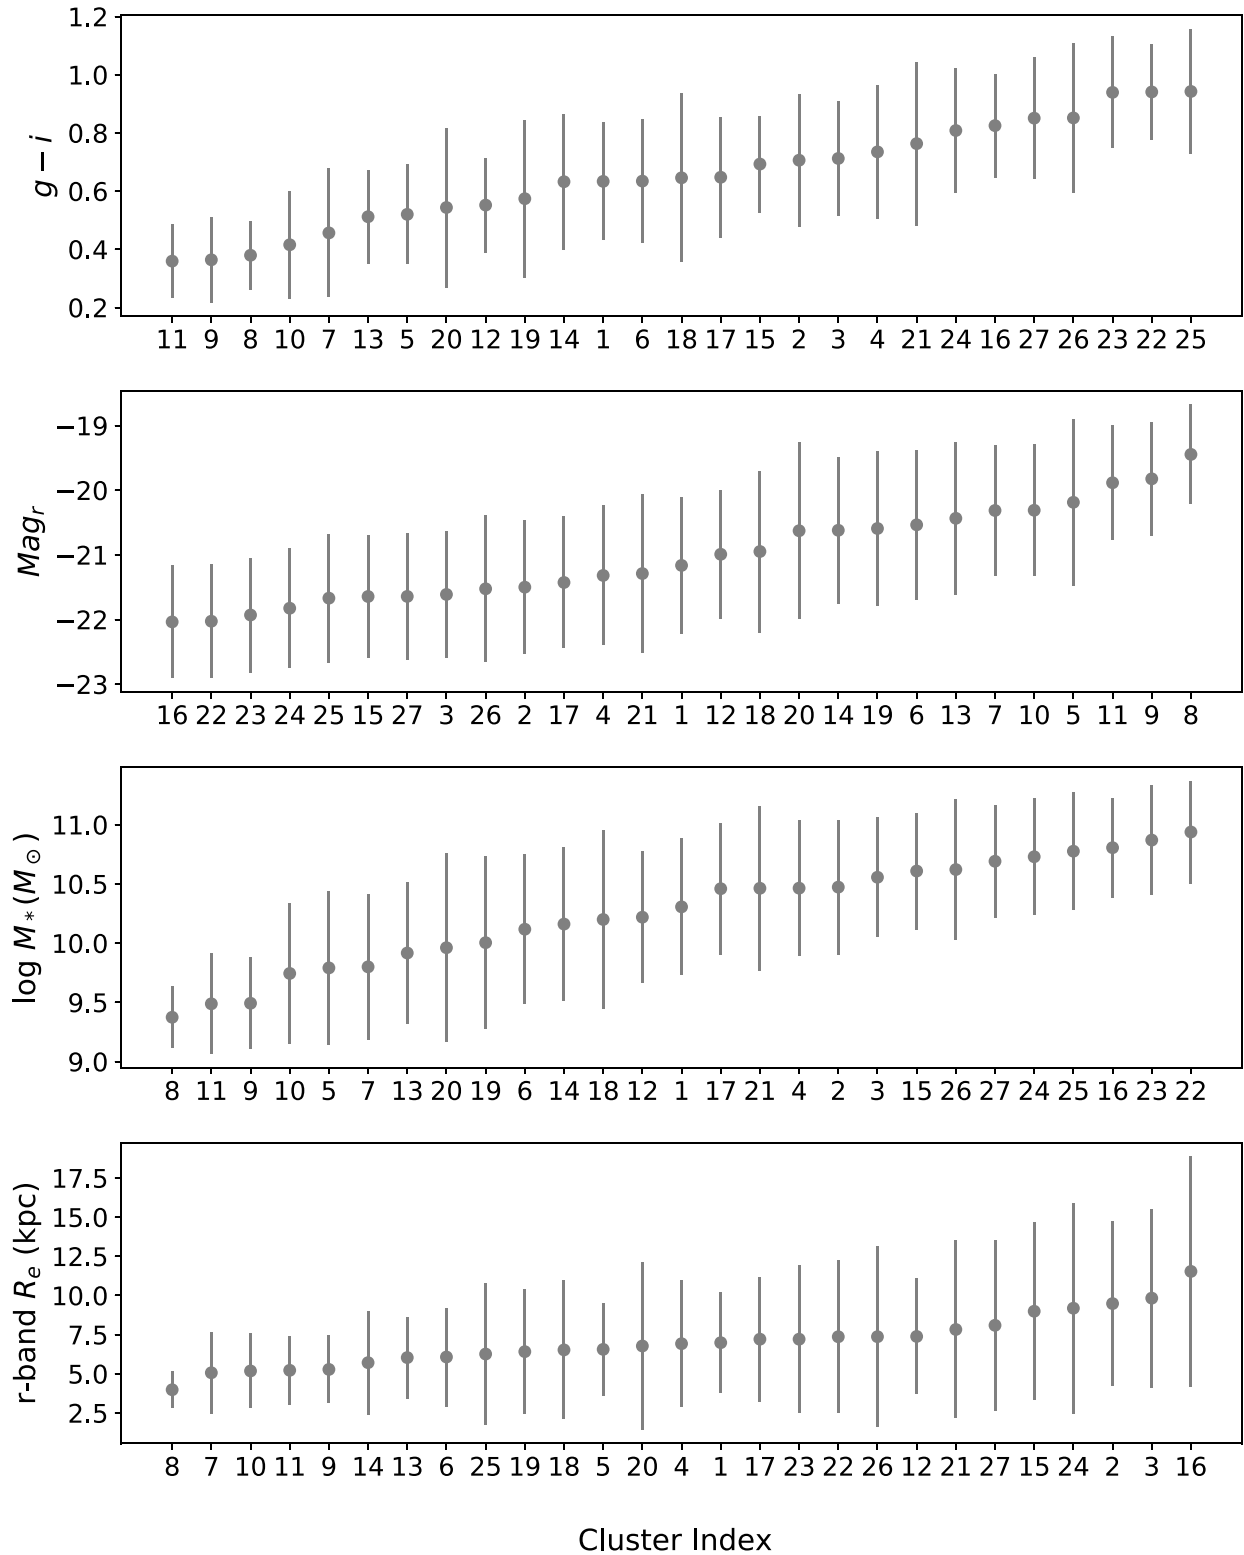 g − i
1.2
1.0
0.8
0.6
0.4
0.2
11 9 8 10 7 13 5 20 12 19 14 1 6 18 17 15 2 3 4 21 24 16 27 26 23 22 25
Mag_r
−19
−20
−21
−22
−23
16 22 23 24 25 15 27 3 26 2 17 4 21 1 12 18 20 14 19 6 13 7 10 5 11 9 8
log M_*(M_⊙)
11.0
10.5
10.0
9.5
9.0
8 11 9 10 5 7 13 20 19 6 14 18 12 1 17 21 4 2 3 15 26 27 24 25 16 23 22
r-band R_e (kpc)
17.5
15.0
12.5
10.0
7.5
5.0
2.5
8 7 10 11 9 14 13 6 25 19 18 5 20 4 1 17 23 22 26 12 21 27 15 24 2 3 16
Cluster Index